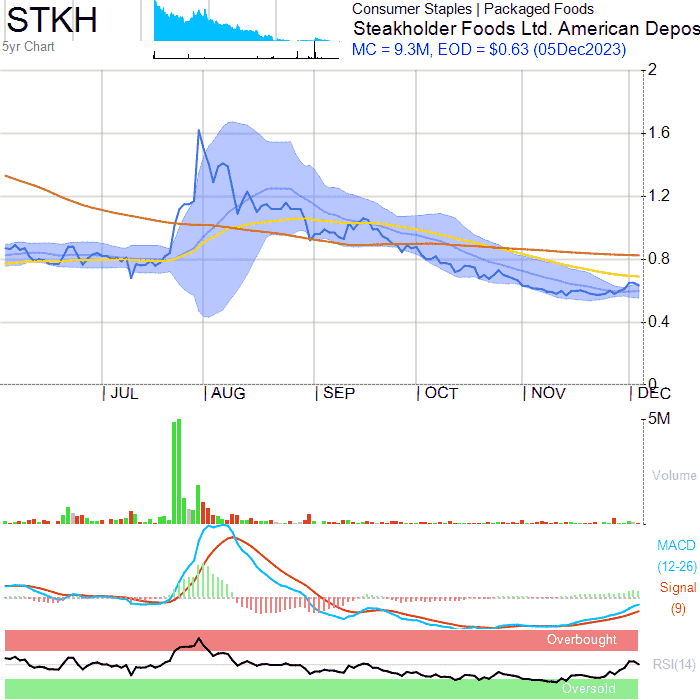 STKH
5yr Chart
Consumer Staples | Packaged Foods
Steakholder Foods Ltd. American Depos
MC = 9.3M, EOD = $0.63 (05Dec2023)
2
1.6
1.2
0.8
0.4
0
JUL AUG SEP OCT NOV DEC
5M
Volume
MACD
(12-26)
Signal
(9)
Overbought
RSI(14)
Oversold